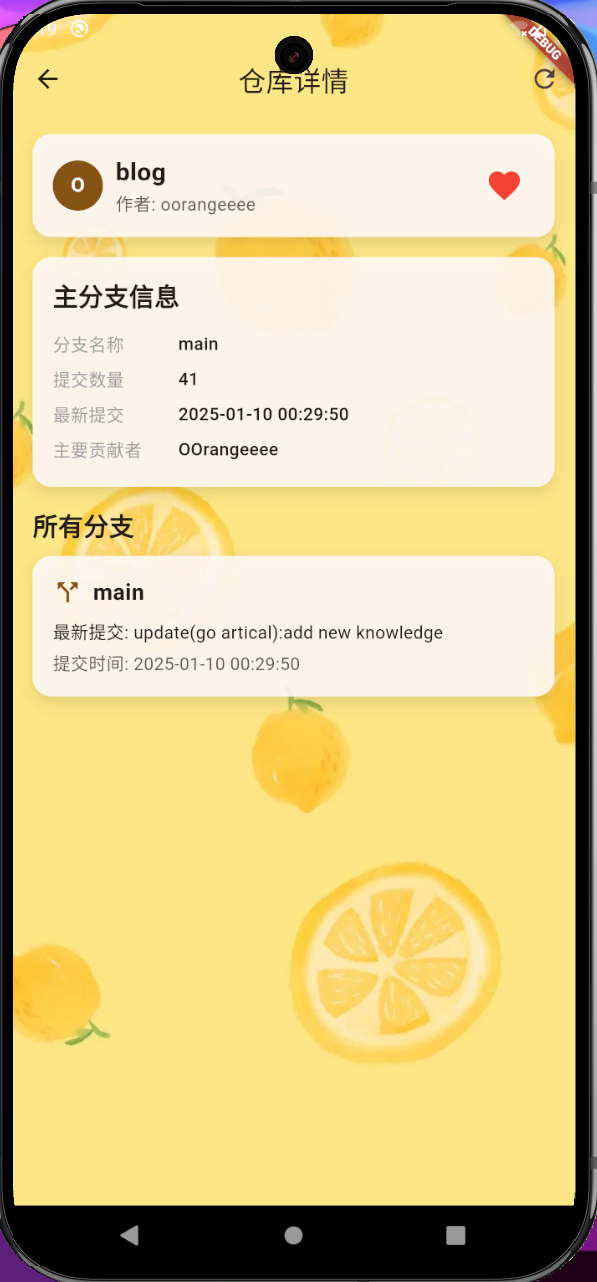 DEBUG
仓库详情
O
blog
作者: oorangeeee
主分支信息
分支名称 main
提交数量 41
最新提交 2025-01-10 00:29:50
主要贡献者 OOrangeeee
所有分支
main
最新提交: update(go artical):add new knowledge
提交时间: 2025-01-10 00:29:50